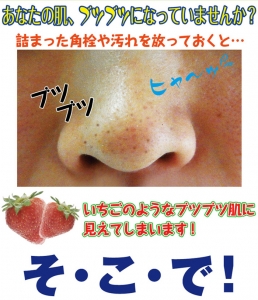 あなたの肌、ブツブツになっていませんか？
詰まった角栓や汚れを放っておくと…
ヒャヘ〜〜
ブツ
ブツ
いちごのようなブツブツ肌に
見えてしまいます！
そ・こ・で！